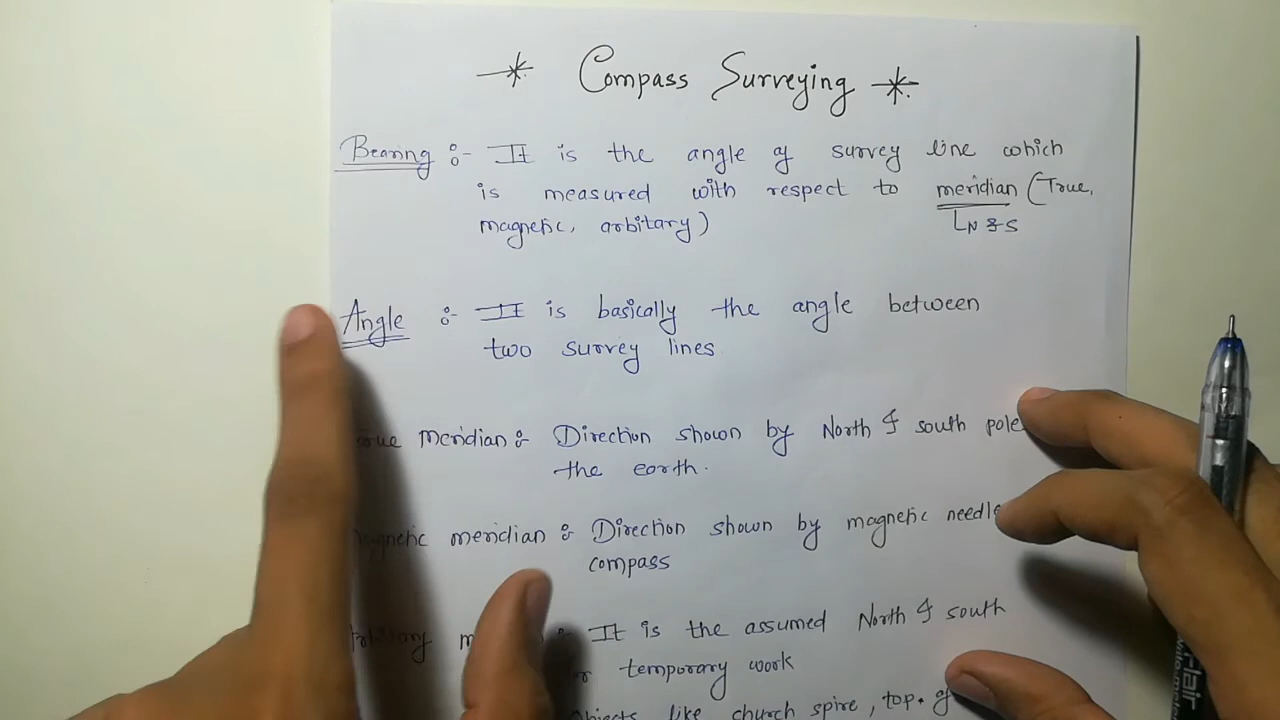 Compass Surveying
Bearing :- It is the angle of survey line which
is measured with respect to meridian (True,
magnetic, arbitary)
N & S
Angle :- It is basically the angle between
two survey lines
Meridian :- Direction shown by North & south pole
the earth.
meridian :- Direction shown by magnetic needle
compass
:- It is the assumed North & south
temporary work
like church spire, top. of
Hair